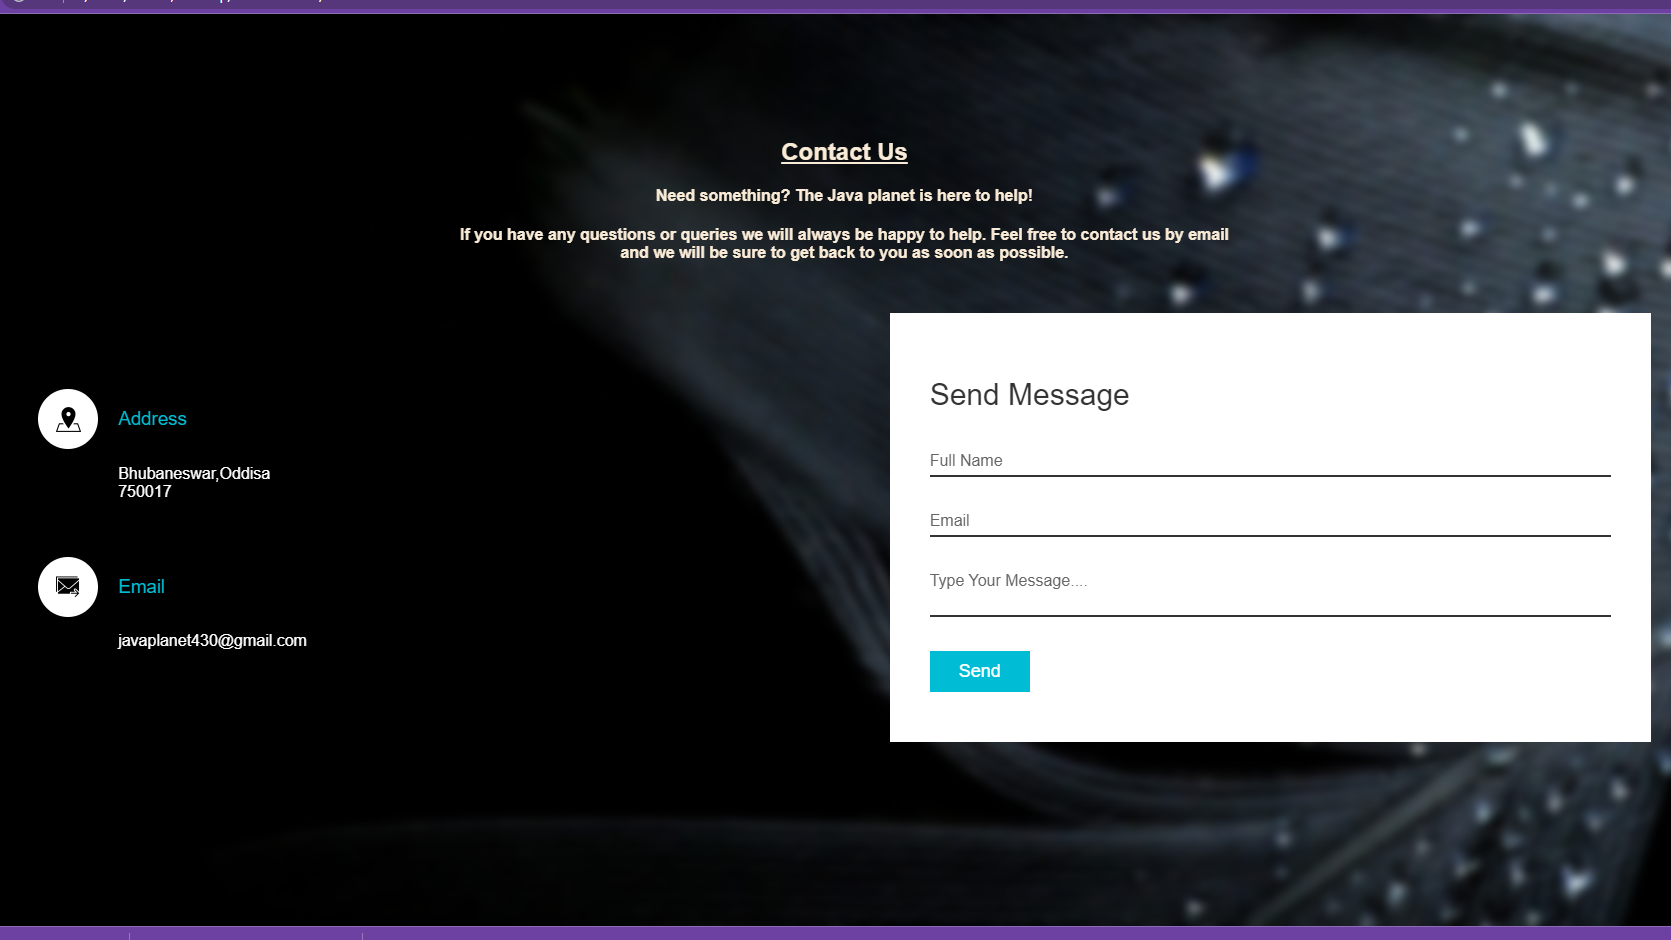 Contact Us
Need something? The Java planet is here to help!
If you have any questions or queries we will always be happy to help. Feel free to contact us by email
and we will be sure to get back to you as soon as possible.
Address
Bhubaneswar,Oddisa
750017
Email
javaplanet430@gmail.com
Send Message
Full Name
Email
Type Your Message....
Send